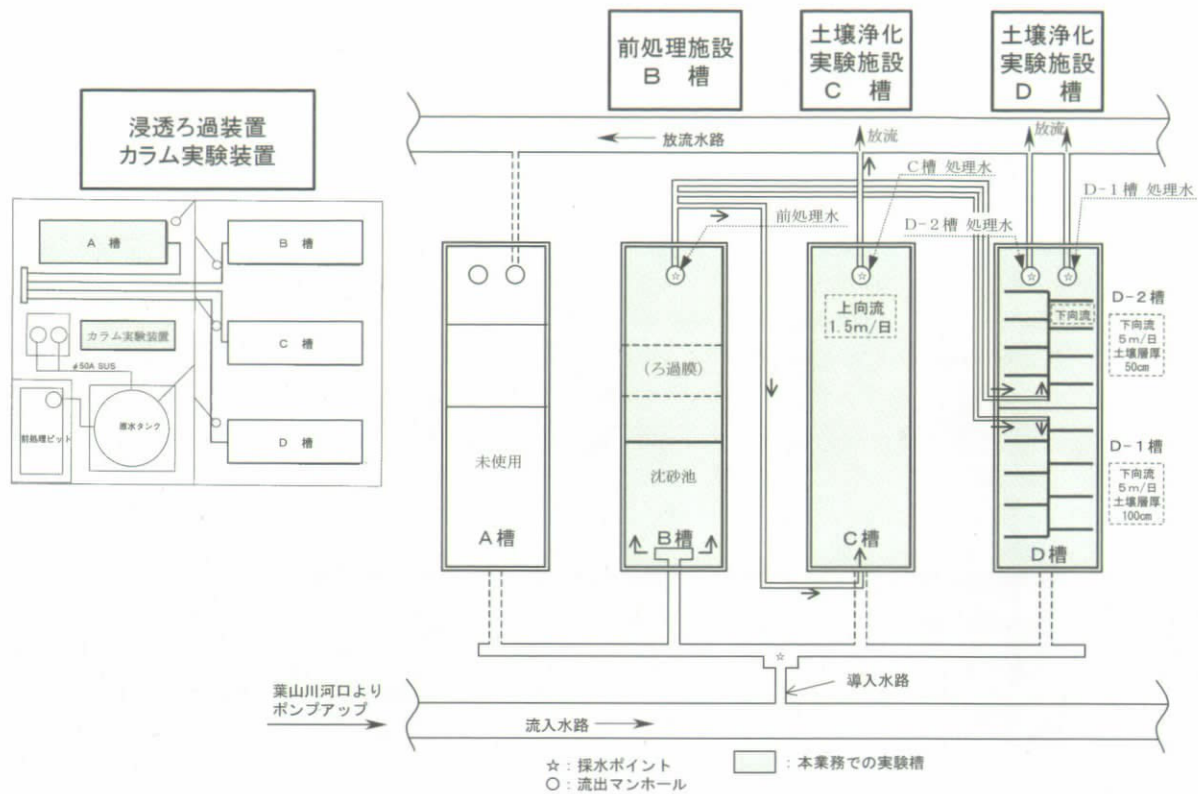 前処理施設
B 槽
土壌浄化
実験施設
C 槽
土壌浄化
実験施設
D 槽
浸透ろ過装置
カラム実験装置
放流水路
放流
放流
C槽 処理水
D-1槽 処理水
前処理水
D-2槽 処理水
A 槽
B 槽
カラム実験装置
C 槽
φ50A SUS
前処理ピット
原水タンク
D 槽
上向流
1.5m/日
(ろ過膜)
D-2槽
下向流
下向流
5m/日
土壌層厚
50cm
未使用
沈砂池
D-1槽
下向流
5m/日
土壌層厚
100cm
A槽
B槽
C槽
D槽
葉山川河口より
ポンプアップ
導入水路
流入水路
☆：採水ポイント
○：流出マンホール
：本業務での実験槽